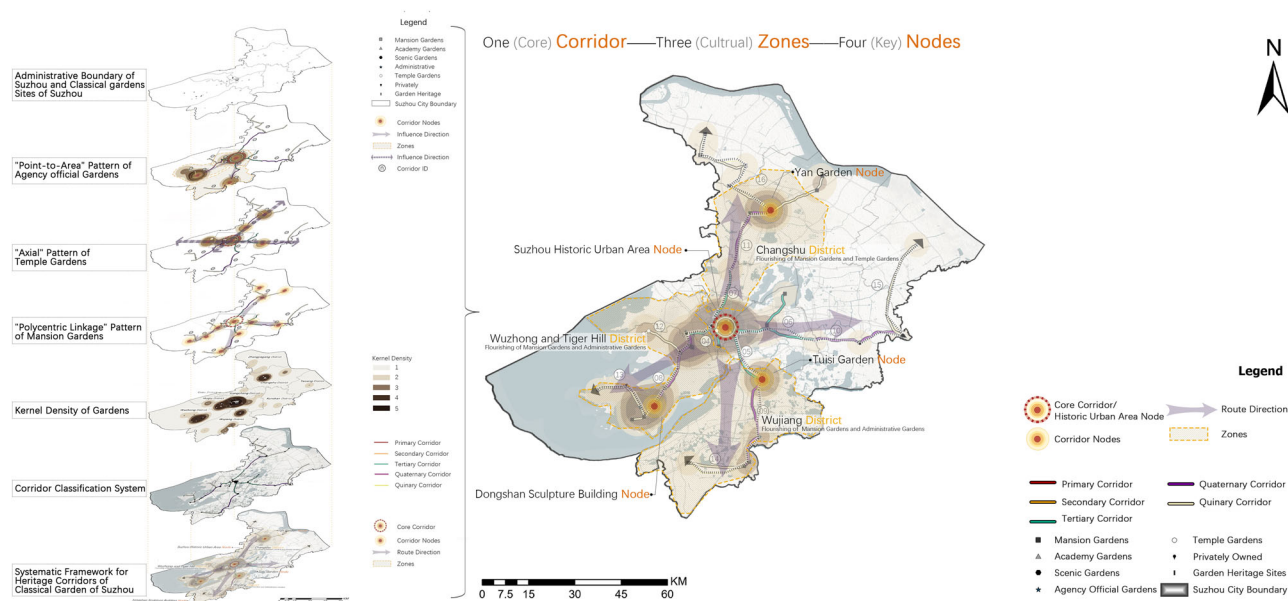 Administrative Boundary of
Suzhou and Classical gardens
Sites of Suzhou
"Point-to-Area" Pattern of
Agency official Gardens
"Axial" Pattern of
Temple Gardens
"Polycentric Linkage" Pattern
of Mansion Gardens
Kernel Density of Gardens
Corridor Classification System
Systematic Framework for
Heritage Corridors of
Classical Garden of Suzhou
Legend
Mansion Gardens
Academy Gardens
Scenic Gardens
Administrative
Temple Gardens
Privately
Garden Heritage
Suzhou City Boundary
Corridor Nodes
Influence Direction
Zones
Influence Direction
Corridor ID
Kernel Density
1
2
3
4
5
Primary Corridor
Secondary Corridor
Tertiary Corridor
Quaternary Corridor
Quinary Corridor
Core Corridor
Corridor Nodes
Route Direction
Zones
One (Core) Corridor——Three (Cultrual) Zones——Four (Key) Nodes
N
Yan Garden Node
16
Suzhou Historic Urban Area Node
Changshu District
Flourishing of Mansion Gardens and Temple Gardens
11
15
Wuzhong and Tiger Hill District
Flourishing of Mansion Gardens and Administrative Gardens
12
04
05
13
Tuisi Garden Node
Wujiang District
Flourishing of Mansion Gardens and Administrative Gardens
14
Dongshan Sculpture Building Node
0 7.5 15 30 45 60 KM
Legend
Core Corridor/
Historic Urban Area Node
Route Direction
Corridor Nodes
Zones
Primary Corridor
Quaternary Corridor
Secondary Corridor
Quinary Corridor
Tertiary Corridor
Mansion Gardens
Temple Gardens
Academy Gardens
Privately Owned
Scenic Gardens
Garden Heritage Sites
Agency Official Gardens
Suzhou City Boundary